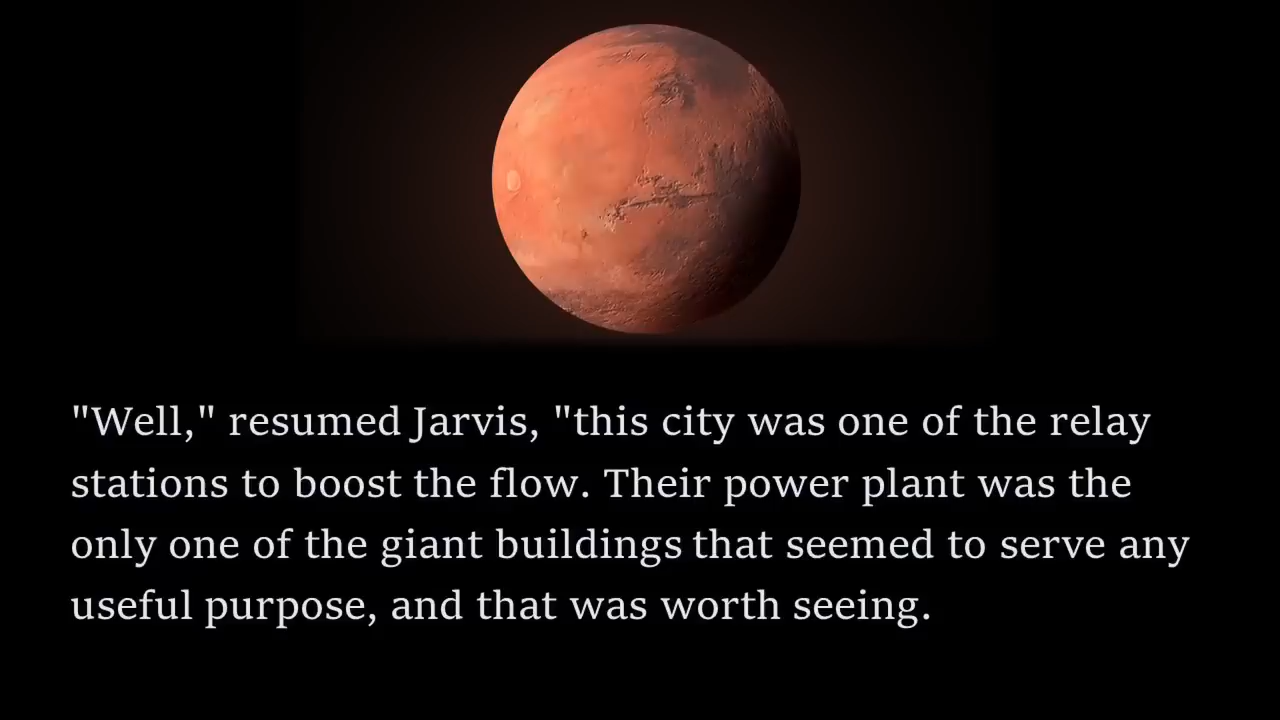 "Well," resumed Jarvis, "this city was one of the relay
stations to boost the flow. Their power plant was the
only one of the giant buildings that seemed to serve any
useful purpose, and that was worth seeing.